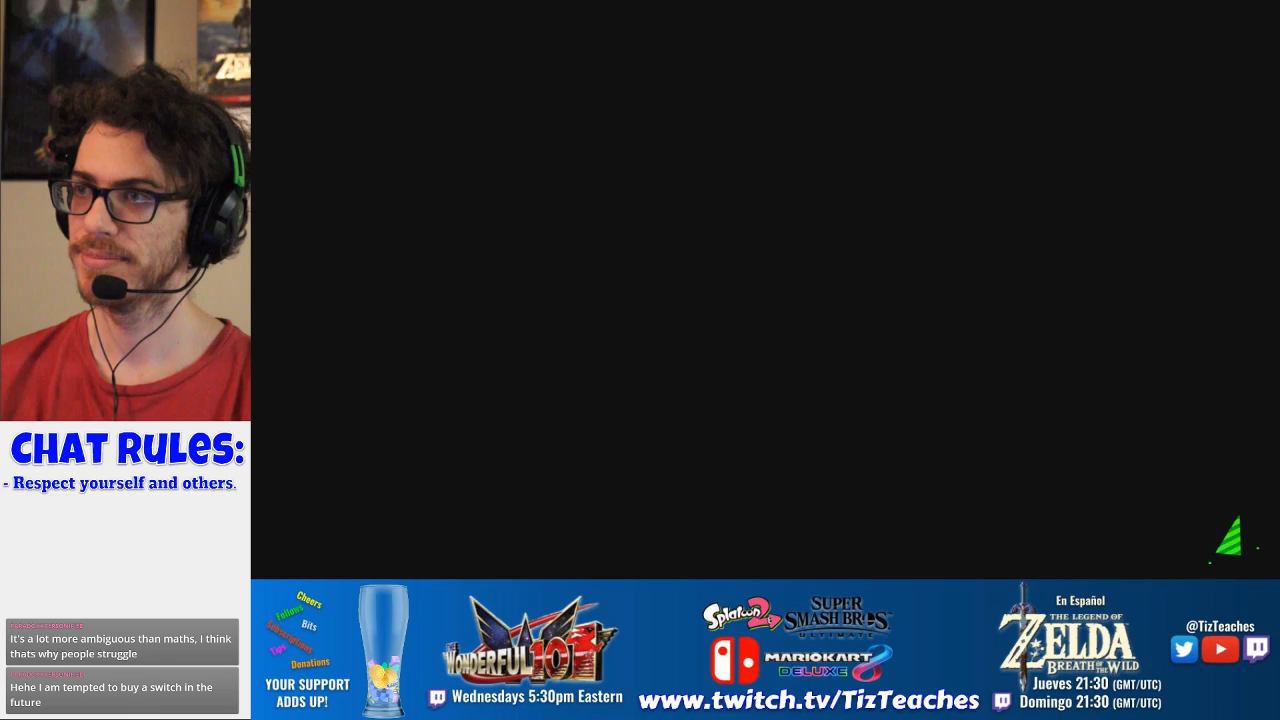 ZELDA
CHAT RULES:
- Respect yourself and others.
It's a lot more ambiguous than maths, I think
thats why people struggle
Hehe I am tempted to buy a switch in the
future
Cheers
Follows
Bits
Subscriptions
Tips
Donations
YOUR SUPPORT
ADDS UP!
THE
WONDERFUL 101
Wednesdays 5:30pm Eastern
Splatoon 2
SUPER
SMASH BROS
ULTIMATE
MARIOKART
DELUXE 8
www.twitch.tv/TizTeaches
En Español
THE LEGEND OF
ZELDA
BREATH OF THE WILD
Jueves 21:30 (GMT/UTC)
Domingo 21:30 (GMT/UTC)
@TizTeaches